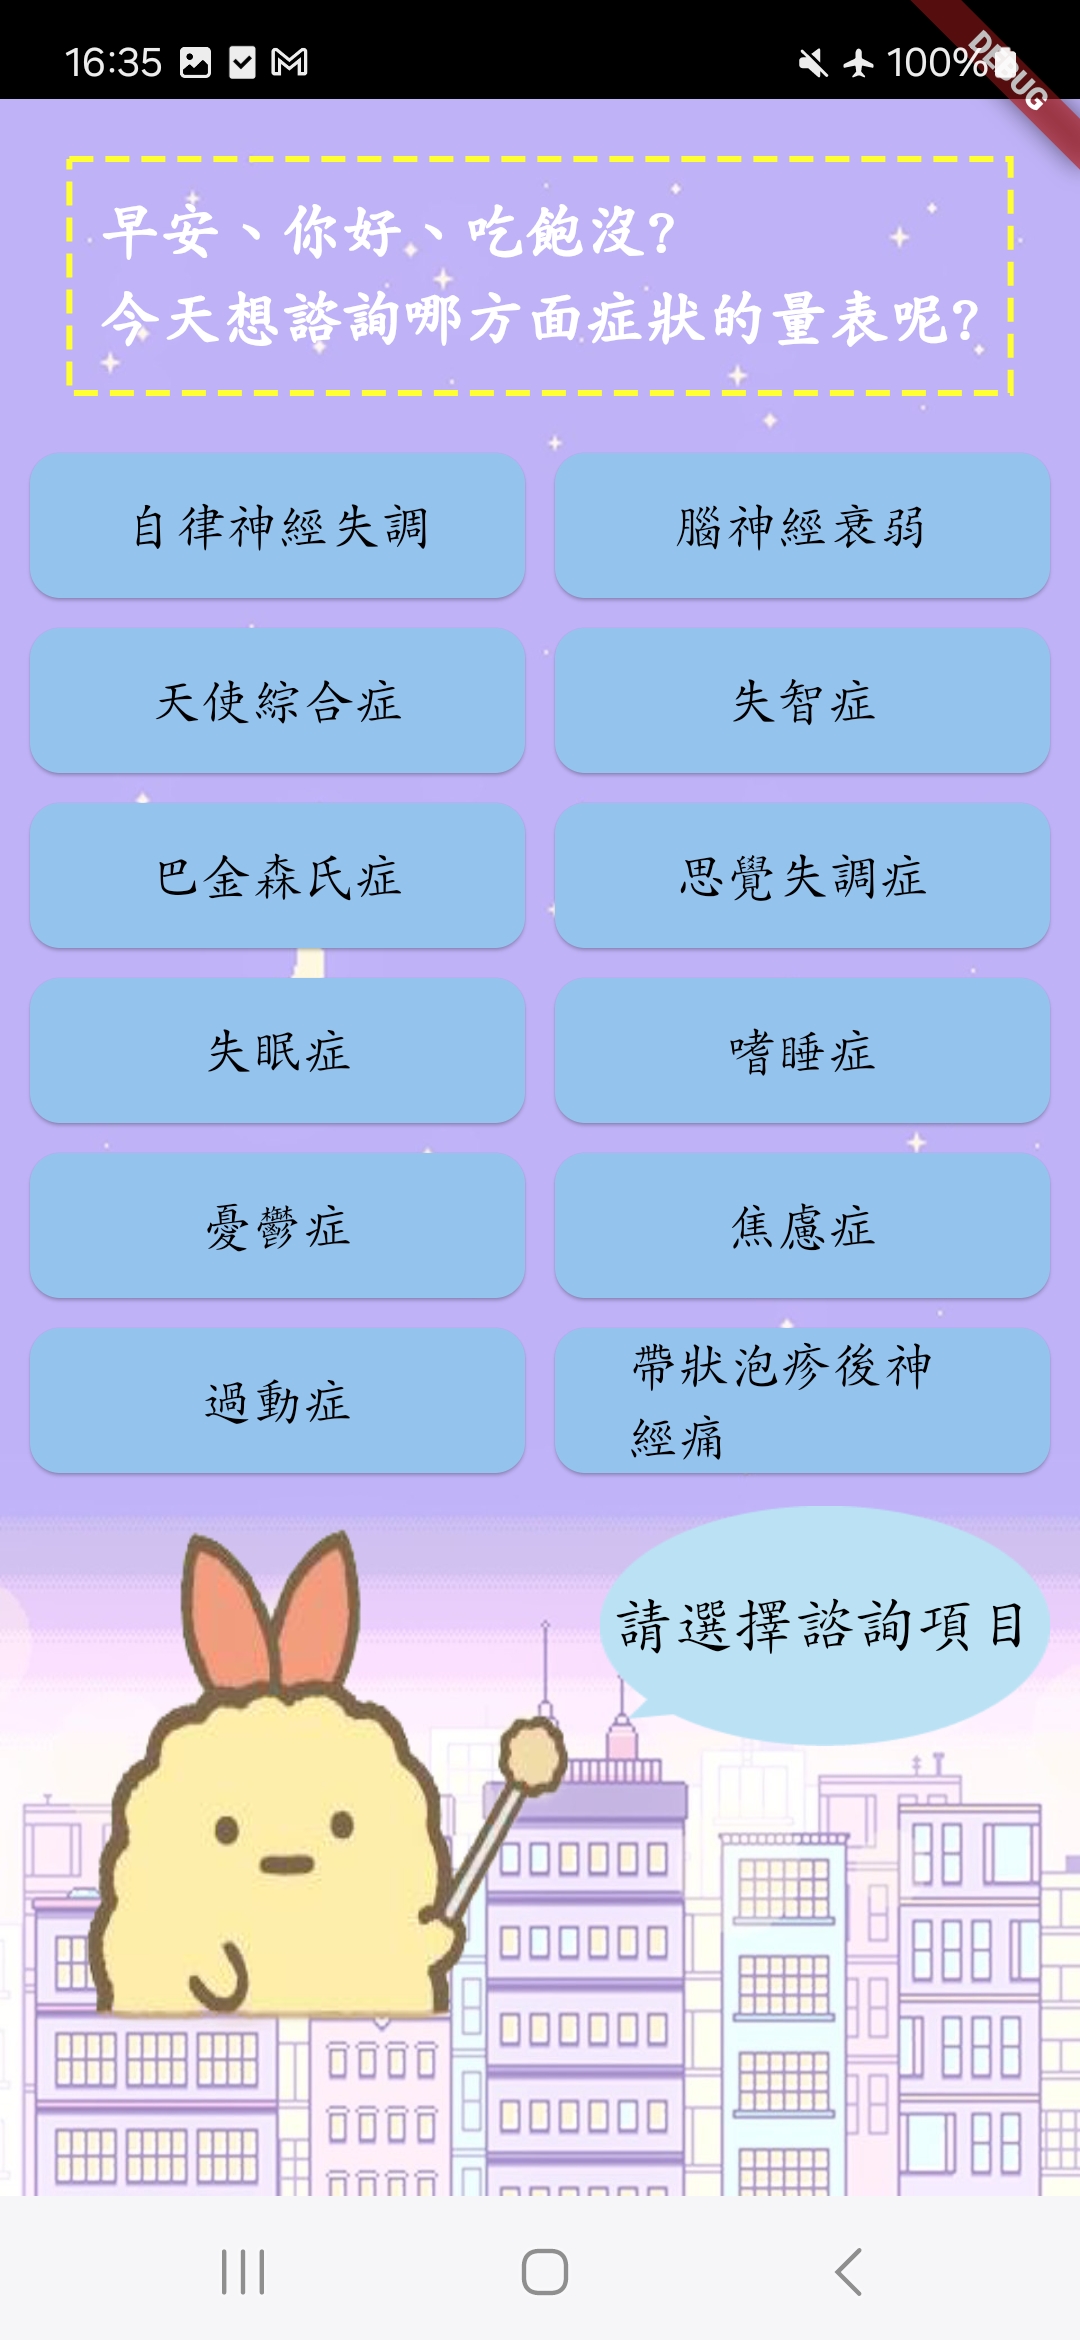 16:35
100%
DEBUG
早安、你好、吃飽沒?
今天想諮詢哪方面症狀的量表呢?
自律神經失調
腦神經衰弱
天使綜合症
失智症
巴金森氏症
思覺失調症
失眠症
嗜睡症
憂鬱症
焦慮症
過動症
帶狀泡疹後神
經痛
請選擇諮詢項目